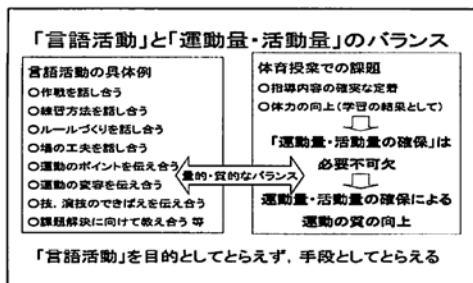 「言語活動」と「運動量・活動量」のバランス
言語活動の具体例
○作戦を話し合う
○練習方法を話し合う
○ルールづくりを話し合う
○場の工夫を話し合う
○運動のポイントを伝え合う
○運動の変容を伝え合う
○技、演技のできばえを伝え合う
○課題解決に向けて教え合う 等
量的・質的なバランス
体育授業での課題
○指導内容の確実な定着
○体力の向上(学習の結果として)
「運動量・活動量の確保」は
必要不可欠
運動量・活動量の確保による
運動の質の向上
「言語活動」を目的としてとらえず、手段としてとらえる